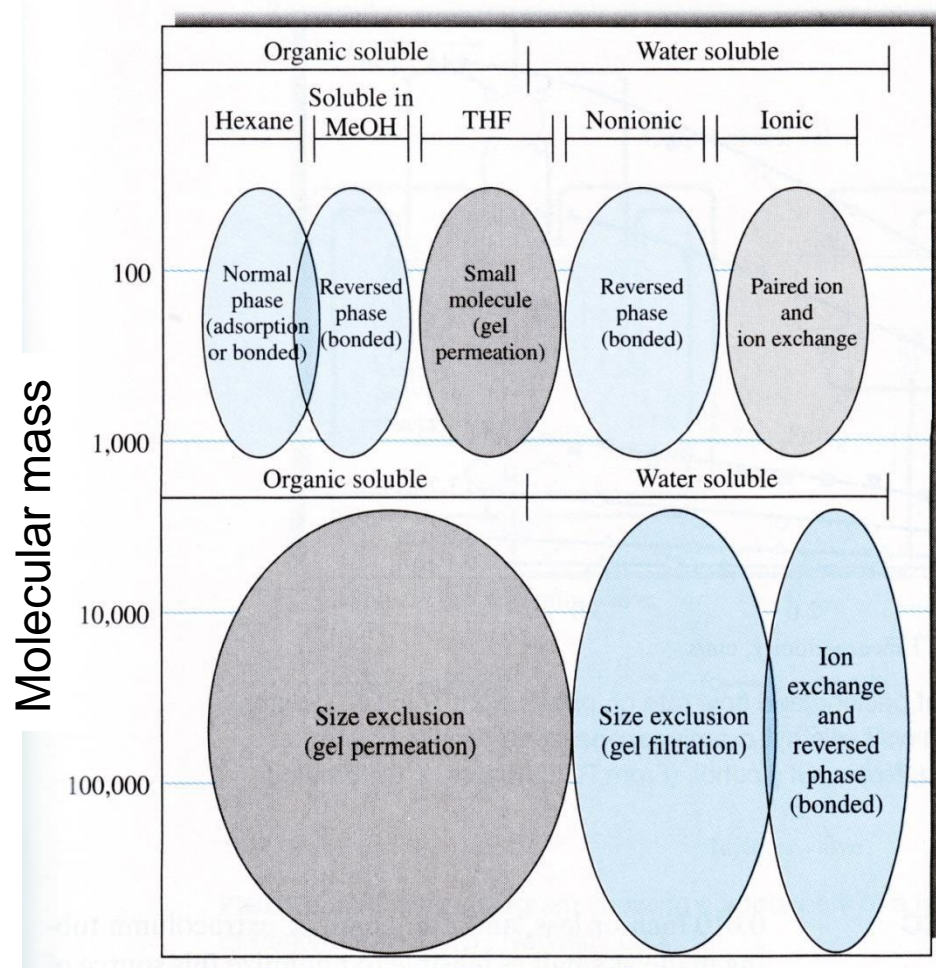 Organic soluble
Water soluble
Hexane
Soluble in
MeOH
THF
Nonionic
Ionic
100
Normal
phase
(adsorption
or bonded)
Reversed
phase
(bonded)
Small
molecule
(gel
permeation)
Reversed
phase
(bonded)
Paired ion
and
ion exchange
Molecular mass
1,000
Organic soluble
Water soluble
10,000
Size exclusion
(gel permeation)
Size exclusion
(gel filtration)
Ion
exchange
and
reversed
phase
(bonded)
100,000